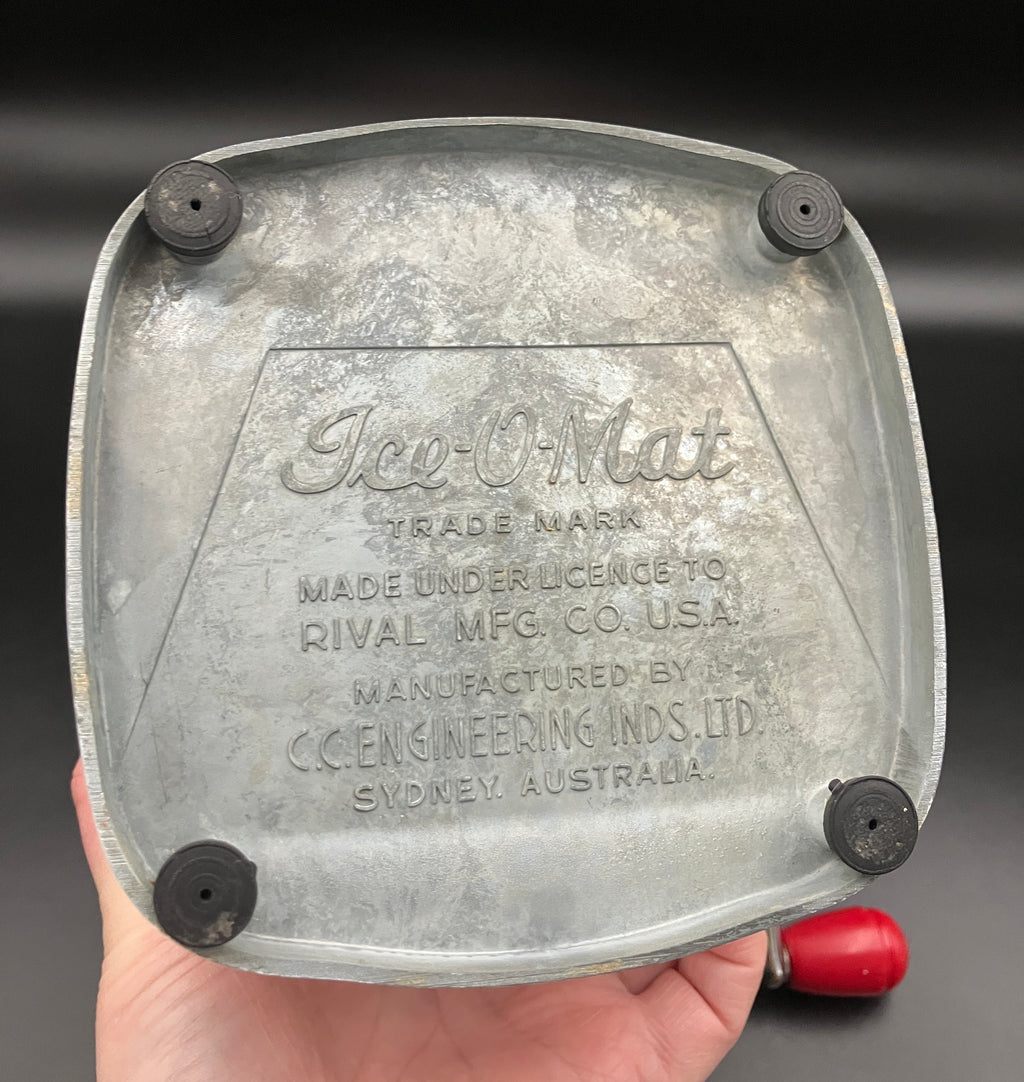 Ice-O-Mat
TRADE MARK
MADE UNDER LICENCE TO
RIVAL MFG. CO. U.S.A.
MANUFACTURED BY
C.C. ENGINEERING INDS. LTD.
SYDNEY. AUSTRALIA.